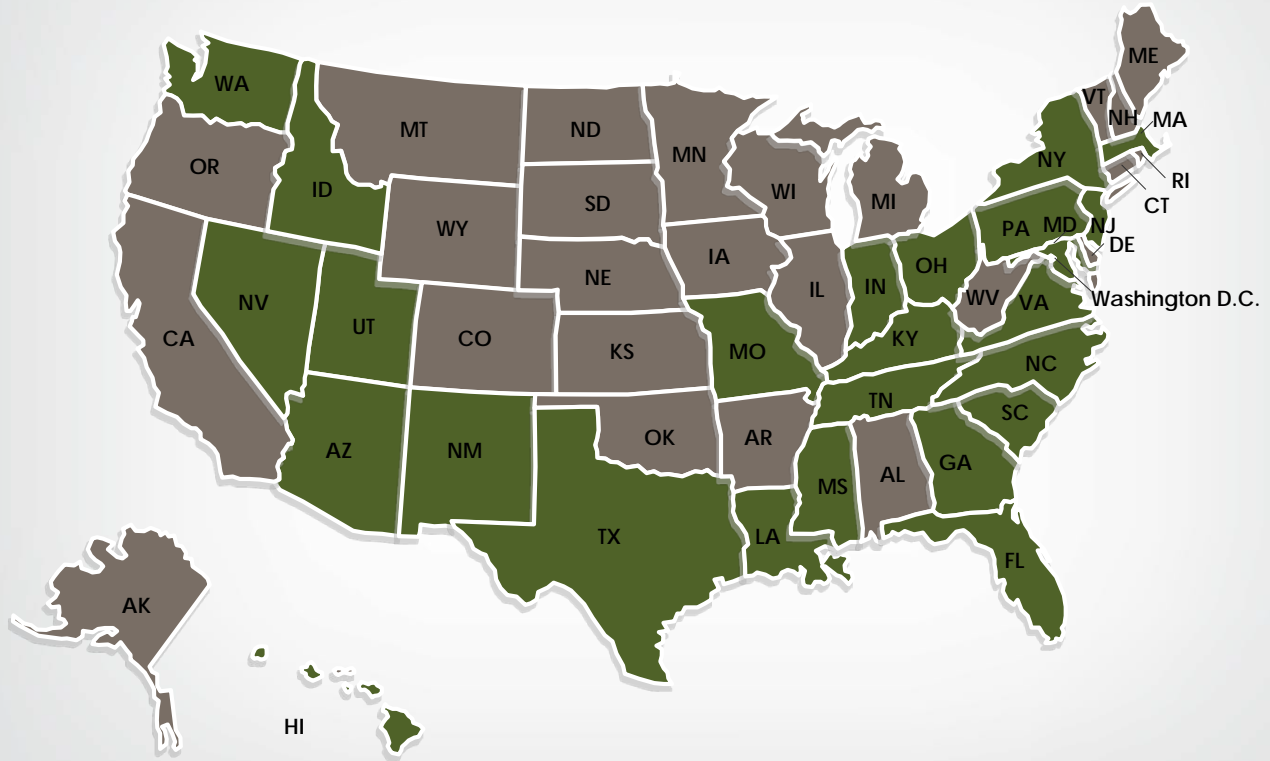 ME
WA
VT
NH
MA
MT
ND
MN
OR
NY
ID
WI
MI
RI
SD
CT
WY
PA
MD
NJ
DE
IA
OH
NE
IL
IN
WV
VA
Washington D.C.
NV
UT
CO
CA
KS
MO
KY
NC
TN
SC
AZ
NM
OK
AR
GA
AL
MS
TX
LA
FL
AK
HI